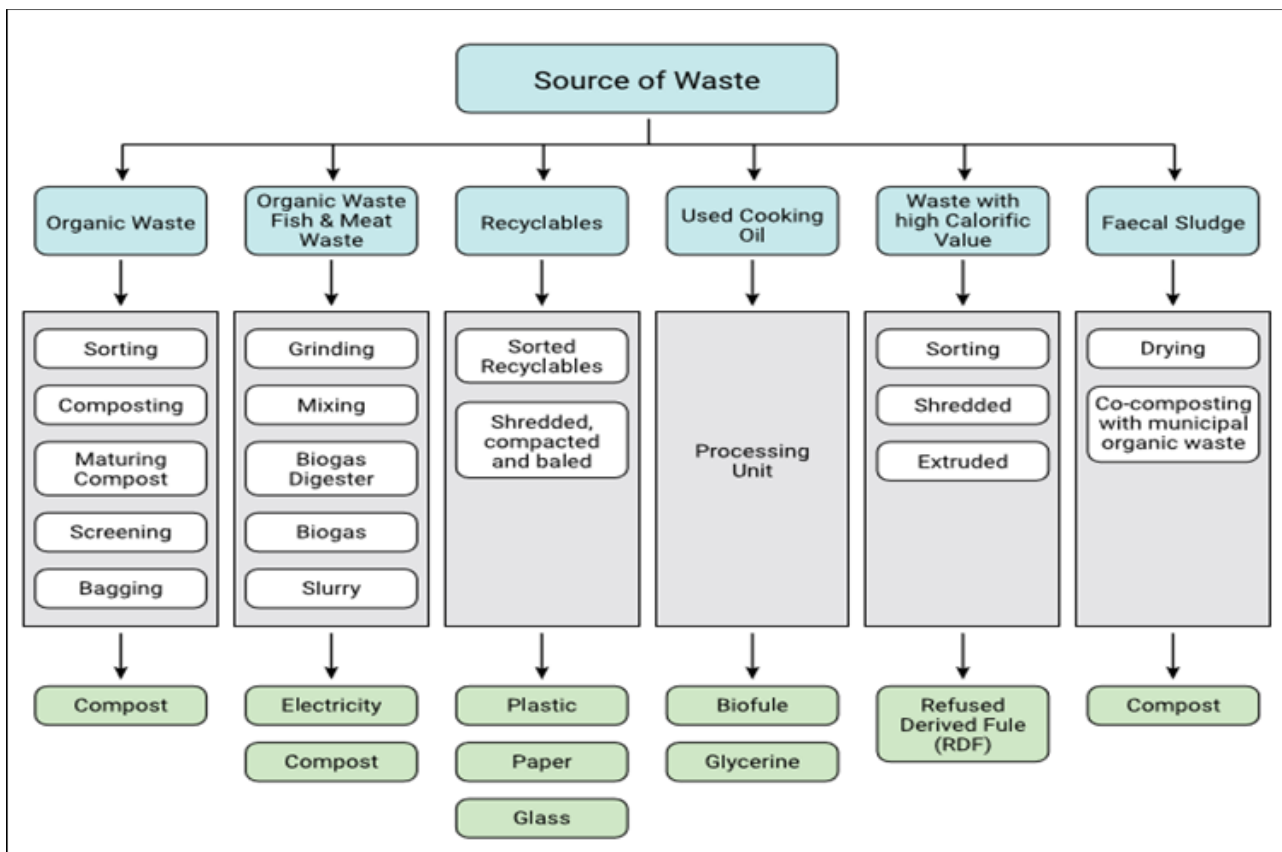 Source of Waste
Organic Waste
Organic Waste
Fish & Meat
Waste
Recyclables
Used Cooking
Oil
Waste with
high Calorific
Value
Faecal Sludge
Sorting
Composting
Maturing
Compost
Screening
Bagging
Grinding
Mixing
Biogas
Digester
Biogas
Slurry
Sorted
Recyclables
Shredded,
compacted
and baled
Processing
Unit
Sorting
Shredded
Extruded
Drying
Co-composting
with municipal
organic waste
Compost
Electricity
Compost
Plastic
Paper
Glass
Biofule
Glycerine
Refused
Derived Fule
(RDF)
Compost